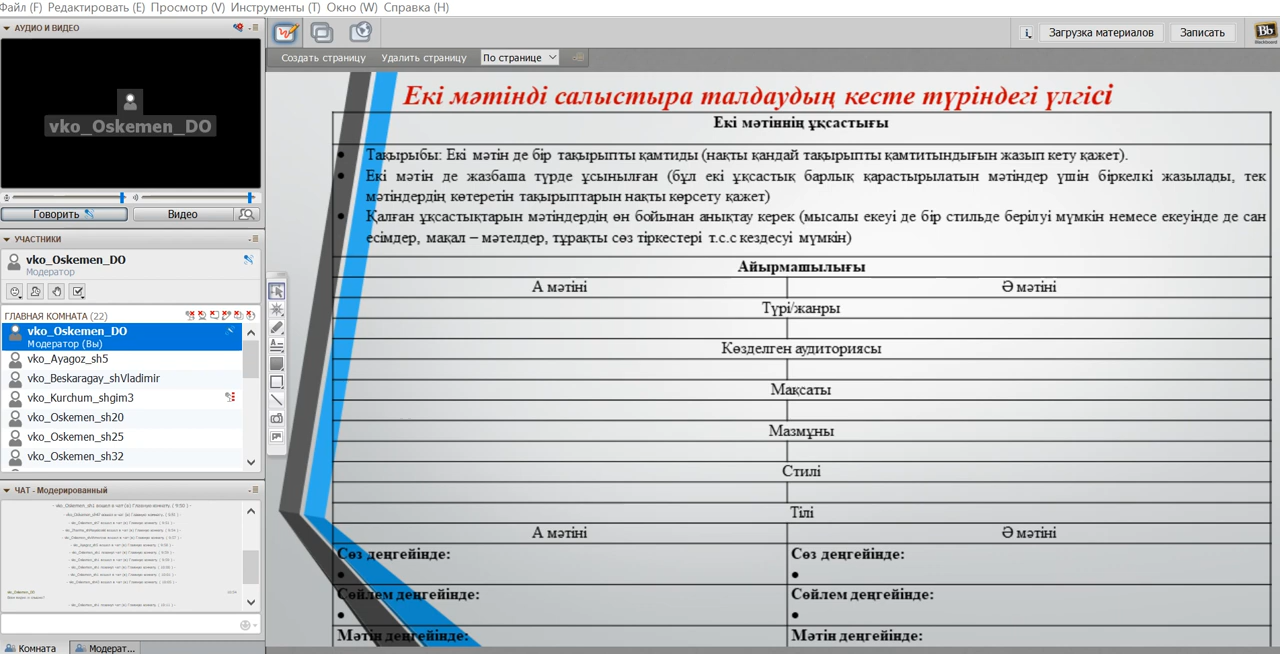 Файл (F) Редактировать (E) Просмотр (V) Инструменты (T) Окно (W) Справка (H)
АУДИО И ВИДЕО
vko_Oskemen_DO
Говорить
Видео
УЧАСТНИКИ
vko_Oskemen_DO
Модератор
ГЛАВНАЯ КОМНАТА (22)
vko_Oskemen_DO
Модератор (Вы)
vko_Ayagoz_sh5
vko_Beskaragay_shVladimir
vko_Kurchum_shgim3
vko_Oskemen_sh20
vko_Oskemen_sh25
vko_Oskemen_sh32
ЧАТ - Модерированный
Комната
Модерат...
Загрузка материалов
Записать
Bb
Создать страницу Удалить страницу По странице
Екі мәтінді салыстыра талдаудың кесте түріндегі үлгісі
Екі мәтіннің ұқсастығы
• Тақырыбы: Екі мәтін де бір тақырыпты қамтиды (нақты қандай тақырыпты қамтитындығын жазып кету қажет).
• Екі мәтін де жазбаша түрде ұсынылған (бұл екі ұқсастық барлық қарастырылатын мәтіндер үшін біркелкі жазылады, тек
мәтіндердің көтеретін тақырыптарын нақты көрсету қажет)
• Қалған ұқсастықтарын мәтіндердің өн бойынан анықтау керек (мысалы екеуі де бір стильде берілуі мүмкін немесе екеуінде де сан
есімдер, мақал – мәтелдер, тұрақты сөз тіркестері т.с.с кездесуі мүмкін)
Айырмашылығы
А мәтіні Ә мәтіні
Түрі/жанры
Көзделген аудиториясы
Мақсаты
Мазмұны
Стилі
Тілі
А мәтіні Ә мәтіні
Сөз деңгейінде: Сөз деңгейінде:
• •
Сөйлем деңгейінде: Сөйлем деңгейінде:
• •
Мәтін деңгейінде: Мәтін деңгейінде: